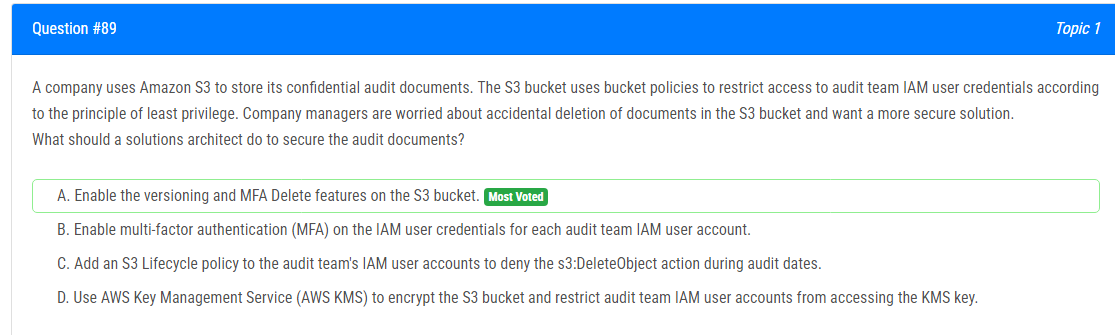 Question #89
Topic 1
A company uses Amazon S3 to store its confidential audit documents. The S3 bucket uses bucket policies to restrict access to audit team IAM user credentials according
to the principle of least privilege. Company managers are worried about accidental deletion of documents in the S3 bucket and want a more secure solution.
What should a solutions architect do to secure the audit documents?
A. Enable the versioning and MFA Delete features on the S3 bucket. Most Voted
B. Enable multi-factor authentication (MFA) on the IAM user credentials for each audit team IAM user account.
C. Add an S3 Lifecycle policy to the audit team's IAM user accounts to deny the s3:DeleteObject action during audit dates.
D. Use AWS Key Management Service (AWS KMS) to encrypt the S3 bucket and restrict audit team IAM user accounts from accessing the KMS key.